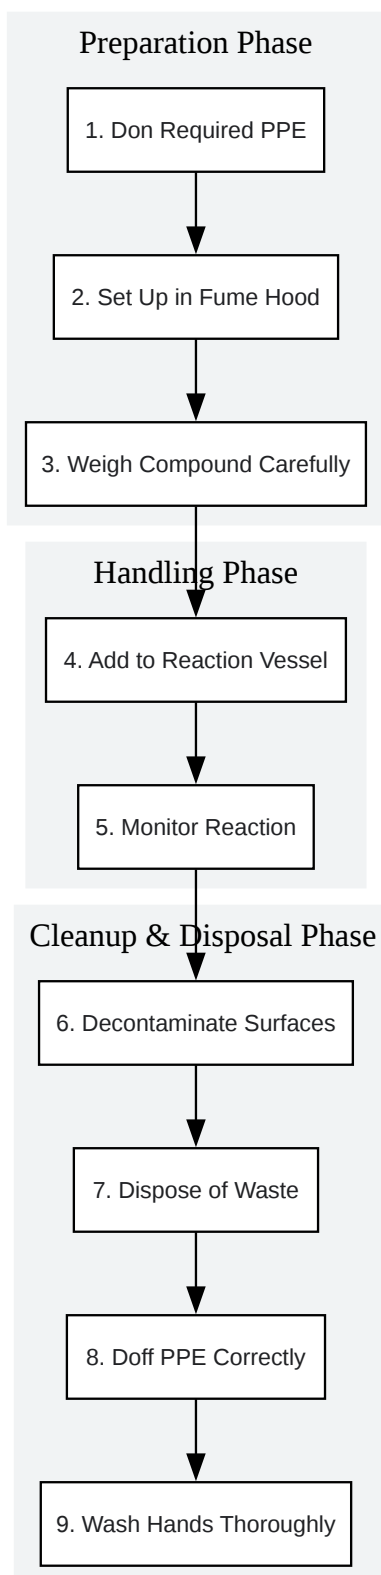 Preparation Phase
1. Don Required PPE
2. Set Up in Fume Hood
3. Weigh Compound Carefully
Handling Phase
4. Add to Reaction Vessel
5. Monitor Reaction
Cleanup & Disposal Phase
6. Decontaminate Surfaces
7. Dispose of Waste
8. Doff PPE Correctly
9. Wash Hands Thoroughly